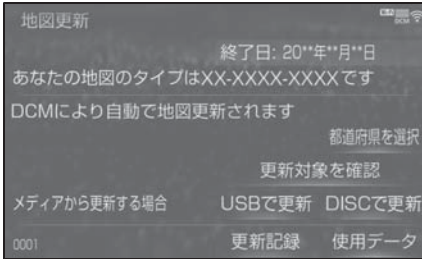 地図更新
DCM
終了日: 20**年**月**日
あなたの地図のタイプはXX-XXXX-XXXXです
DCMにより自動で地図更新されます
都道府県を選択
更新対象を確認
メディアから更新する場合 USBで更新 DISCで更新
0001 更新記録 使用データ